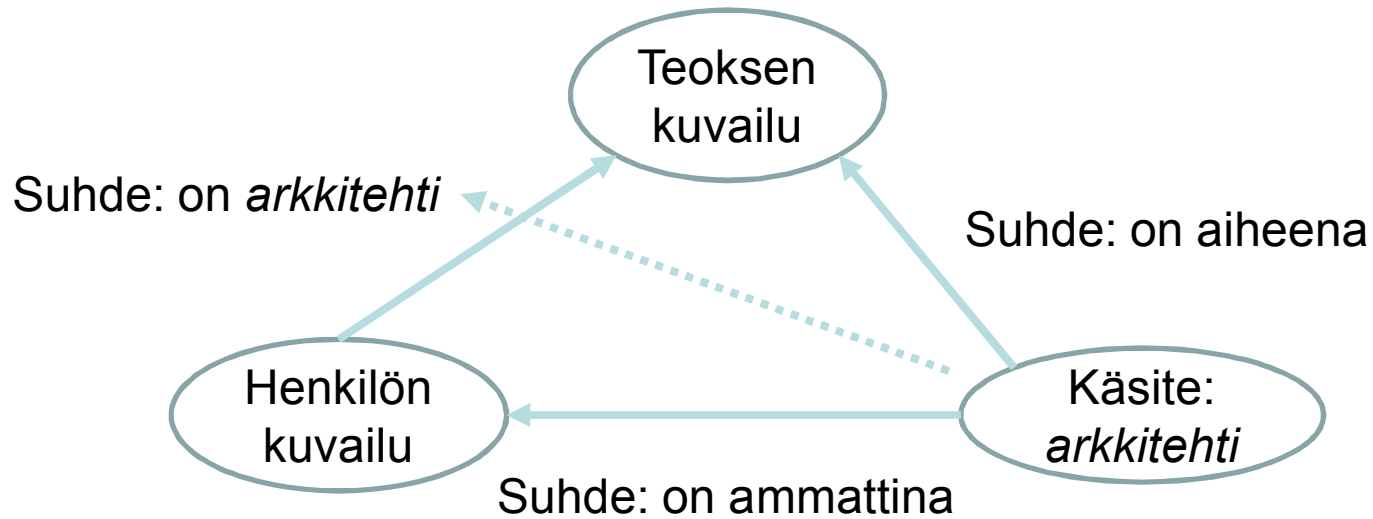 Teoksen
kuvailu
Suhde: on arkkitehti
Suhde: on aiheena
Henkilön
kuvailu
Käsite:
arkkitehti
Suhde: on ammattina